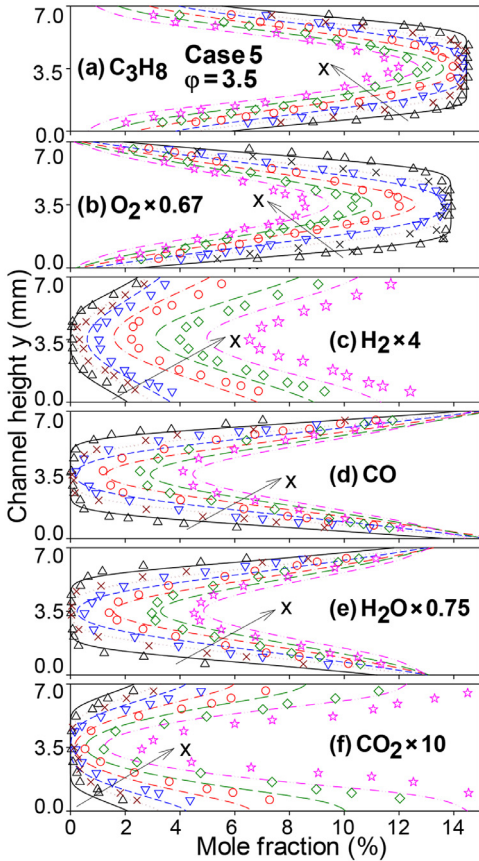 7.0
3.5
0.0
(a) C₃H₈
Case 5
φ=3.5
x
7.0
3.5
0.0
(b) O₂×0.67
x
7.0
3.5
0.0
(c) H₂×4
x
7.0
3.5
0.0
(d) CO
x
7.0
3.5
0.0
(e) H₂O×0.75
x
7.0
3.5
0.0
(f) CO₂×10
x
0 2 4 6 8 10 12 14
Mole fraction (%)
Channel height y (mm)